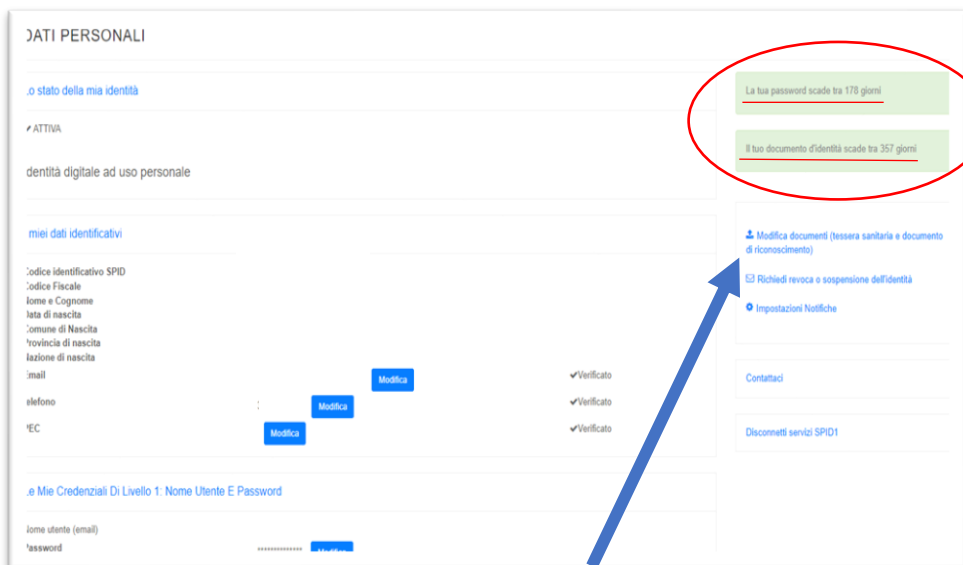 DATI PERSONALI
Lo stato della mia identità
ATTIVA
Identità digitale ad uso personale
I miei dati identificativi
Codice identificativo SPID
Codice Fiscale
Nome e Cognome
Data di nascita
Comune di Nascita
Provincia di nascita
Nazione di nascita
Email
Modifica
Verificato
Telefono
:
Modifica
Verificato
PEC
Modifica
Verificato
Le Mie Credenziali Di Livello 1: Nome Utente E Password
Nome utente (email)
Password
**************
Modifica
La tua password scade tra 178 giorni
Il tuo documento d'identità scade tra 357 giorni
Modifica documenti (tessera sanitaria e documento
di riconoscimento)
Richiedi revoca o sospensione dell'identità
Impostazioni Notifiche
Contattaci
Disconnetti servizi SPID1